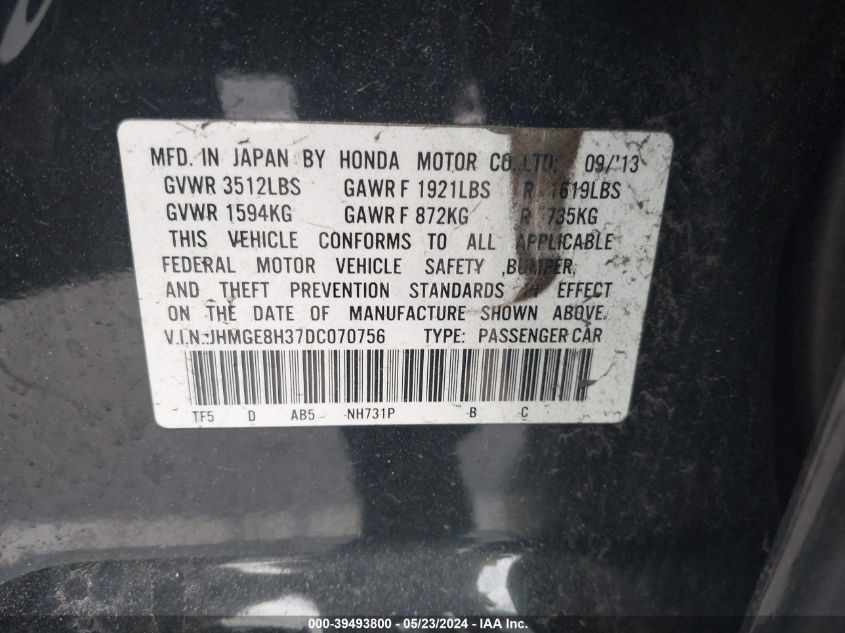 MFD. IN JAPAN BY HONDA MOTOR CO.,LTD. 09/'13
GVWR 3512LBS GAWR F 1921LBS R 1619LBS
GVWR 1594KG GAWR F 872KG R 735KG
THIS VEHICLE CONFORMS TO ALL APPLICABLE
FEDERAL MOTOR VEHICLE SAFETY ,BUMPER,
AND THEFT PREVENTION STANDARDS IN EFFECT
ON THE DATE OF MANUFACTURE SHOWN ABOVE.
V.I.N.:JHMGE8H37DC070756 TYPE: PASSENGER CAR
TF5 D AB5 -NH731P -B -C
000-39493800 - 05/23/2024 - IAA Inc.